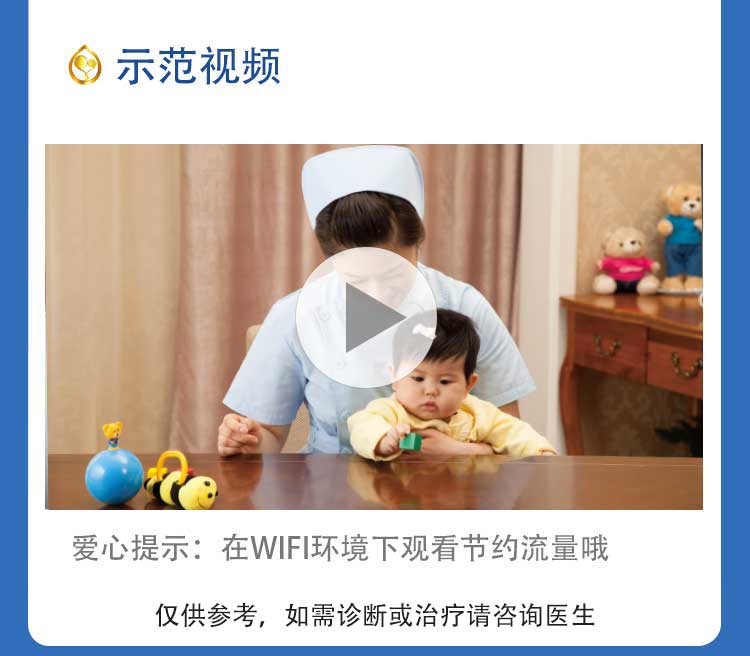 示范视频
爱心提示：在WIFI环境下观看节约流量哦
仅供参考，如需诊断或治疗请咨询医生